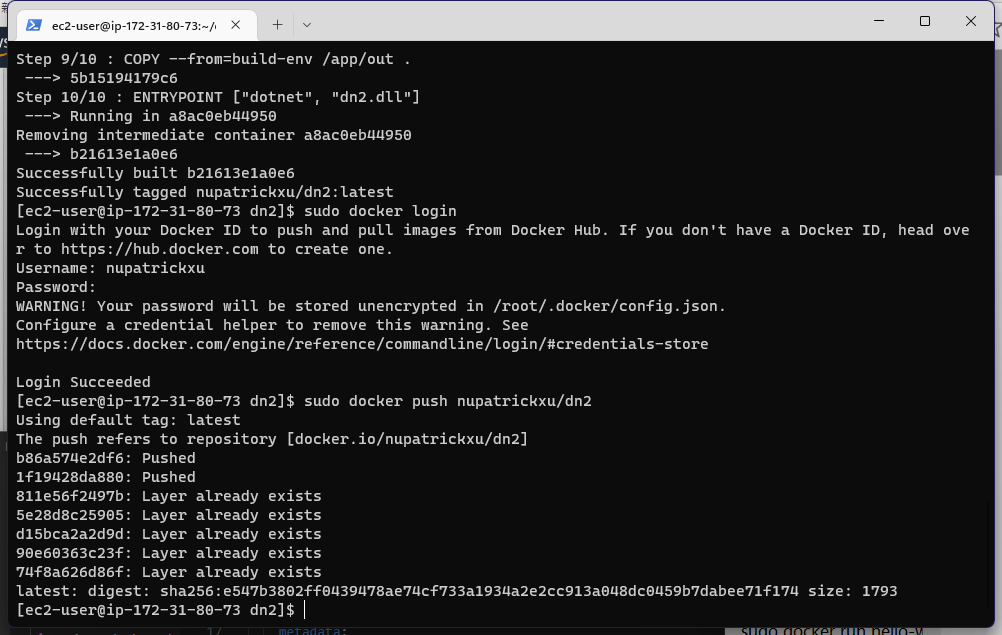 ec2-user@ip-172-31-80-73:~/
Step 9/10 : COPY --from=build-env /app/out .
---> 5b15194179c6
Step 10/10 : ENTRYPOINT ["dotnet", "dn2.dll"]
---> Running in a8ac0eb44950
Removing intermediate container a8ac0eb44950
---> b21613e1a0e6
Successfully built b21613e1a0e6
Successfully tagged nupatrickxu/dn2:latest
[ec2-user@ip-172-31-80-73 dn2]$ sudo docker login
Login with your Docker ID to push and pull images from Docker Hub. If you don't have a Docker ID, head ove
r to https://hub.docker.com to create one.
Username: nupatrickxu
Password:
WARNING! Your password will be stored unencrypted in /root/.docker/config.json.
Configure a credential helper to remove this warning. See
https://docs.docker.com/engine/reference/commandline/login/#credentials-store
Login Succeeded
[ec2-user@ip-172-31-80-73 dn2]$ sudo docker push nupatrickxu/dn2
Using default tag: latest
The push refers to repository [docker.io/nupatrickxu/dn2]
b86a574e2df6: Pushed
1f19428da880: Pushed
811e56f2497b: Layer already exists
5e28d8c25905: Layer already exists
d15bca2a2d9d: Layer already exists
90e60363c23f: Layer already exists
74f8a626d86f: Layer already exists
latest: digest: sha256:e547b3802ff0439478ae74cf733a1934a2e2cc913a048dc0459b7dabee71f174 size: 1793
[ec2-user@ip-172-31-80-73 dn2]$
metadata:
sudo docker run hello-